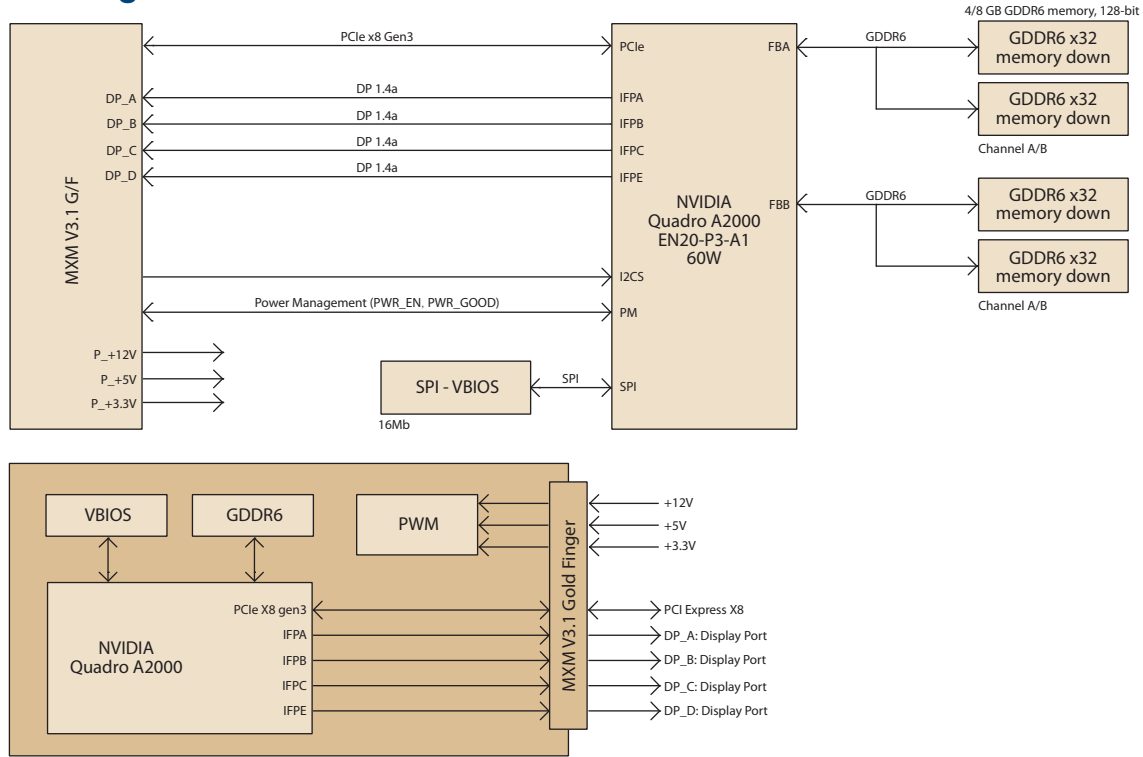 4/8 GB GDDR6 memory, 128-bit
MXM V3.1 G/F
PCIe x8 Gen3
PCIe
FBA
GDDR6
GDDR6 x32
memory down
GDDR6 x32
memory down
Channel A/B
DP_A
DP 1.4a
IFPA
DP_B
DP 1.4a
IFPB
DP_C
DP 1.4a
IFPC
DP_D
DP 1.4a
IFPE
NVIDIA
Quadro A2000
EN20-P3-A1
60W
FBB
GDDR6
GDDR6 x32
memory down
GDDR6 x32
memory down
Channel A/B
I2CS
Power Management (PWR_EN, PWR_GOOD)
PM
P_+12V
P_+5V
P_+3.3V
SPI - VBIOS
16Mb
SPI
SPI
VBIOS
GDDR6
PWM
MXM V3.1 Gold Finger
+12V
+5V
+3.3V
NVIDIA
Quadro A2000
PCIe X8 gen3
IFPA
IFPB
IFPC
IFPE
PCI Express X8
DP_A: Display Port
DP_B: Display Port
DP_C: Display Port
DP_D: Display Port